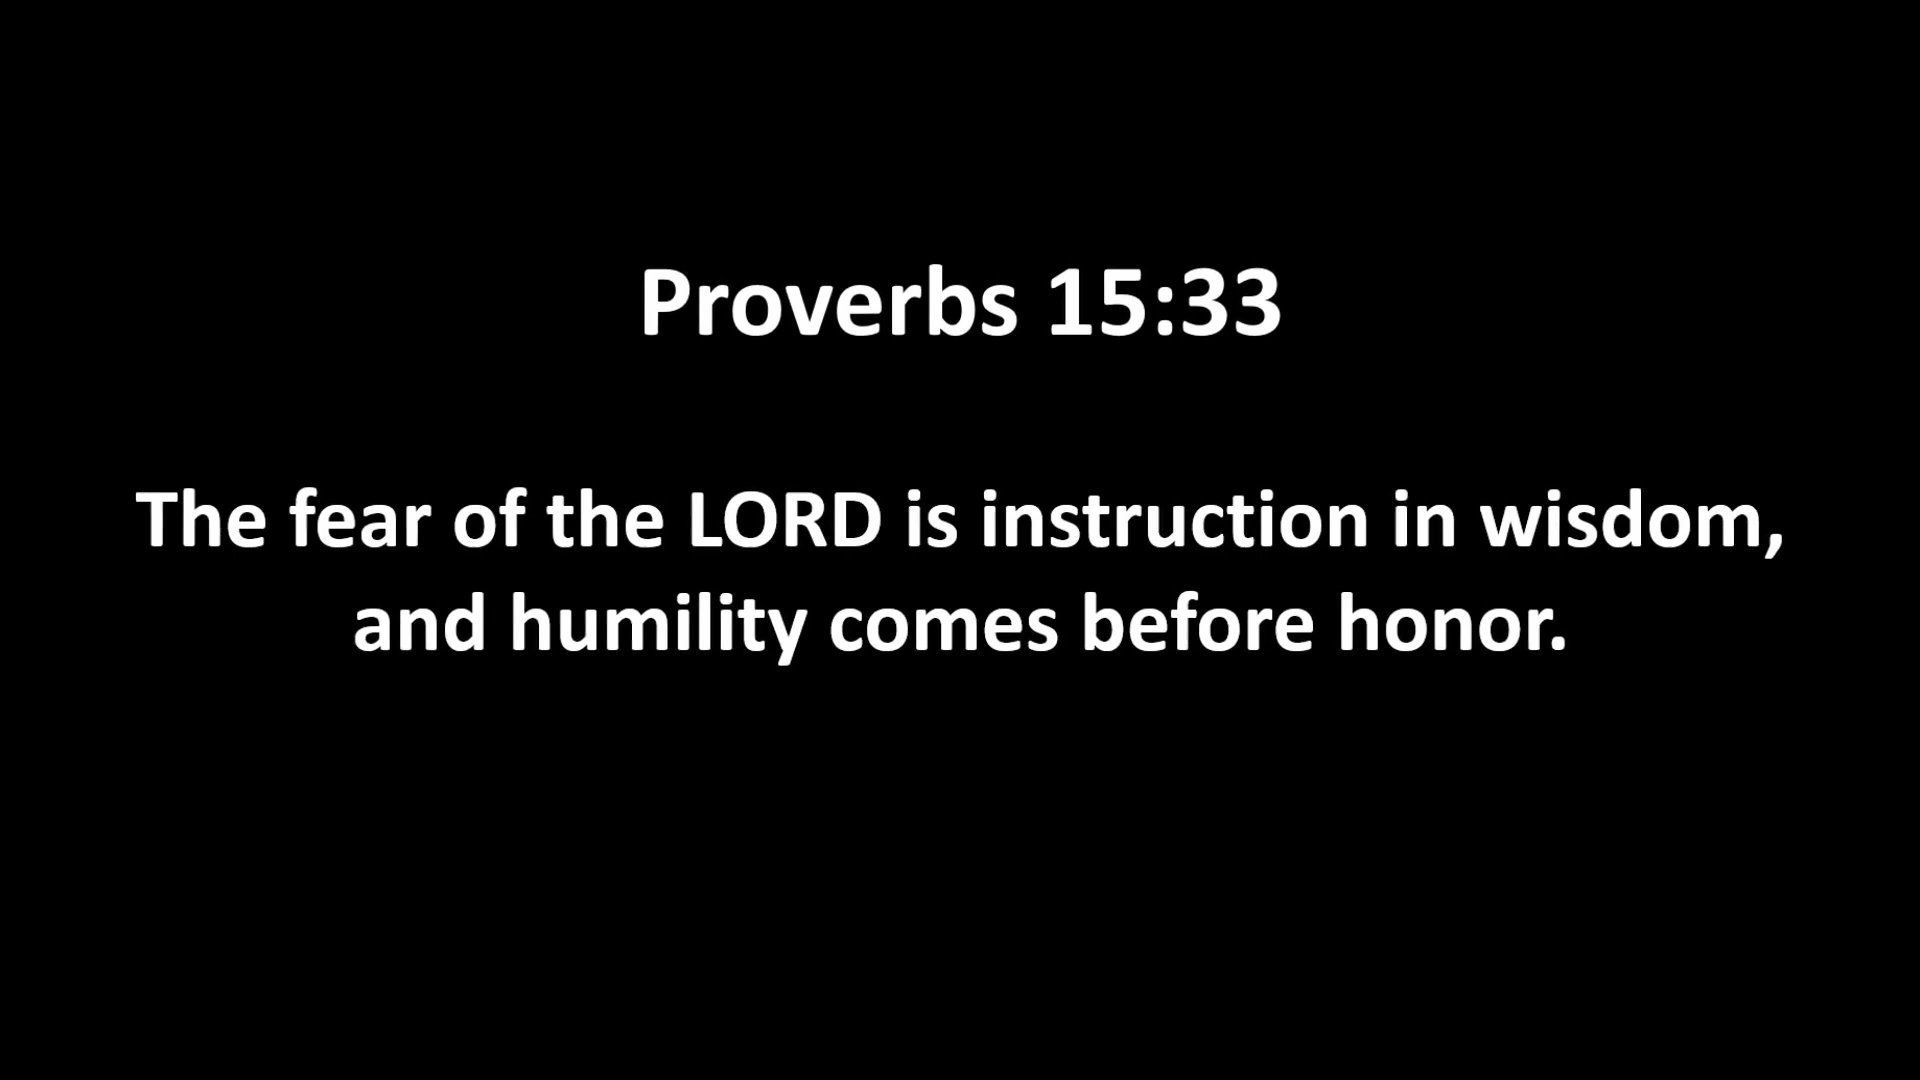 Proverbs 15:33
The fear of the LORD is instruction in wisdom,
and humility comes before honor.